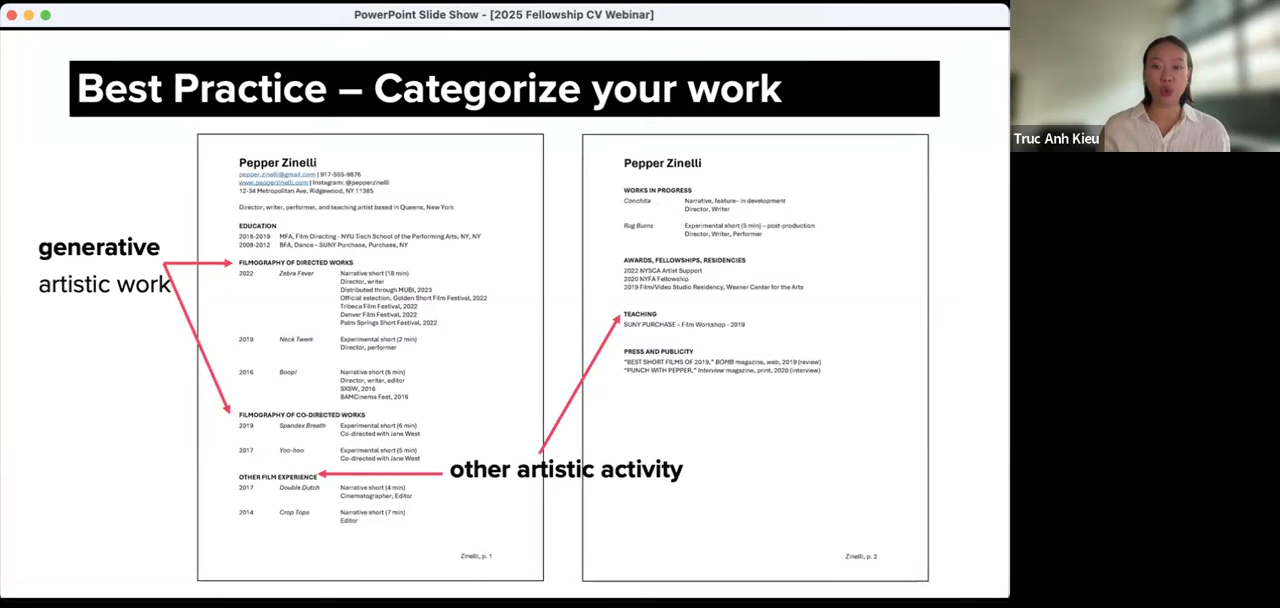 PowerPoint Slide Show - [2025 Fellowship CV Webinar]
Truc Anh Kieu
Best Practice – Categorize your work
generative
artistic work
Pepper Zinelli
pepper.zinelli@gmail.com | 917-555-9876
www.pepperzinelli.com | Instagram: @pepperzinelli
12-34 Metropolitan Ave, Ridgewood, NY 11385
Director, writer, performer, and teaching artist based in Queens, New York
EDUCATION
2018-2019 MFA, Film Directing - NYU Tisch School of the Performing Arts, NY, NY
2008-2012 BFA, Dance – SUNY Purchase, Purchase, NY
FILMOGRAPHY OF DIRECTED WORKS
2022 Zebra Fever Narrative short (18 min)
Director, writer
Distributed through MUBI, 2023
Official selection, Golden Short Film Festival, 2022
Tribeca Film Festival, 2022
Denver Film Festival, 2022
Palm Springs Short Festival, 2022
2019 Neck Twerk Experimental short (2 min)
Director, performer
2016 Boop! Narrative short (6 min)
Director, writer, editor
SXSW, 2016
BAMCinema Fest, 2016
FILMOGRAPHY OF CO-DIRECTED WORKS
2019 Spandex Breath Experimental short (6 min)
Co-directed with Jane West
2017 Yoo-hoo Experimental short (5 min)
Co-directed with Jane West
OTHER FILM EXPERIENCE
2017 Double Dutch Narrative short (4 min)
Cinematographer, Editor
2014 Crop Tops Narrative short (7 min)
Editor
Zinelli, p. 1
other artistic activity
Pepper Zinelli
WORKS IN PROGRESS
Conchita Narrative, feature– in development
Director, Writer
Rug Burns Experimental short (5 min) – post-production
Director, Writer, Performer
AWARDS, FELLOWSHIPS, RESIDENCIES
2022 NYSCA Artist Support
2020 NYFA Fellowship
2019 Film/Video Studio Residency, Wexner Center for the Arts
TEACHING
SUNY PURCHASE – Film Workshop - 2019
PRESS AND PUBLICITY
"BEST SHORT FILMS OF 2019," BOMB magazine, web, 2019 (review)
"PUNCH WITH PEPPER," Interview magazine, print, 2020 (interview)
Zinelli, p. 2